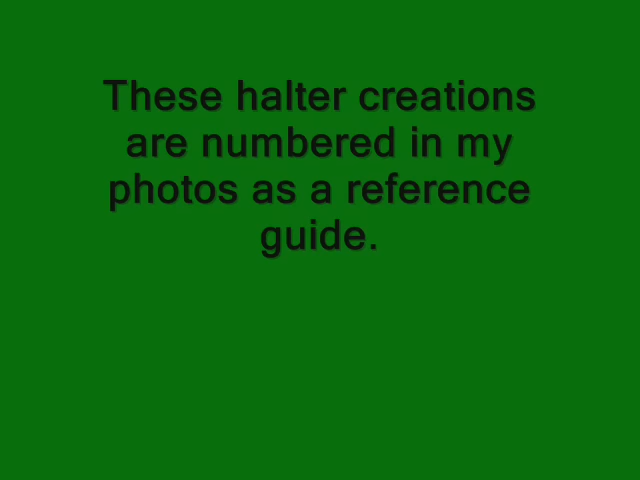 These halter creations
are numbered in my
photos as a reference
guide.